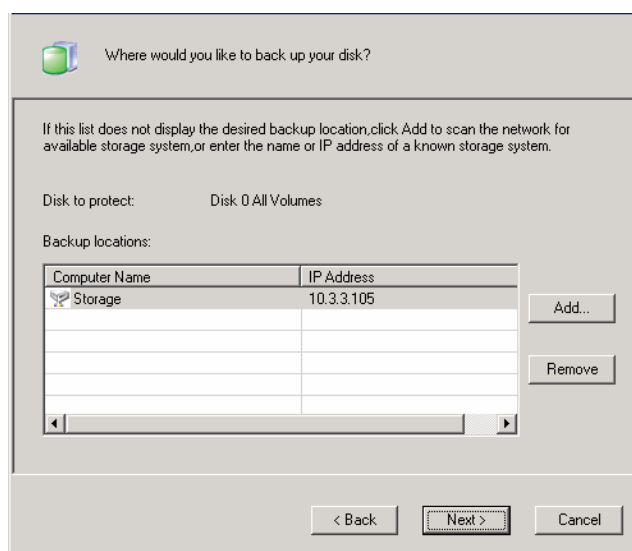 Where would you like to back up your disk?
If this list does not display the desired backup location,click Add to scan the network for
available storage system,or enter the name or IP address of a known storage system.
Disk to protect: Disk 0 All Volumes
Backup locations:
Computer Name IP Address
Storage 10.3.3.105
Add...
Remove
< Back Next > Cancel